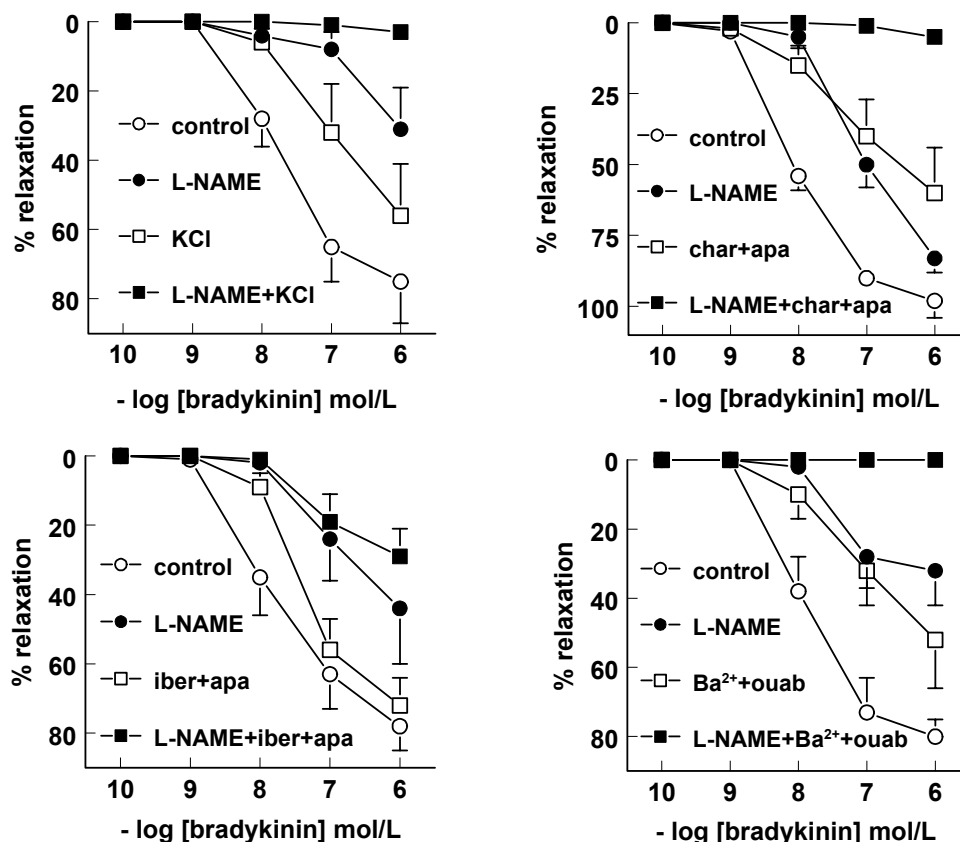 0
20
40
60
80
% relaxation
control
L-NAME
KCl
L-NAME+KCl
10 9 8 7 6
- log [bradykinin] mol/L
0
25
50
75
100
% relaxation
control
L-NAME
char+apa
L-NAME+char+apa
10 9 8 7 6
- log [bradykinin] mol/L
0
20
40
60
80
% relaxation
control
L-NAME
iber+apa
L-NAME+iber+apa
10 9 8 7 6
- log [bradykinin] mol/L
0
20
40
60
80
% relaxation
control
L-NAME
Ba²⁺+ouab
L-NAME+Ba²⁺+ouab
10 9 8 7 6
- log [bradykinin] mol/L